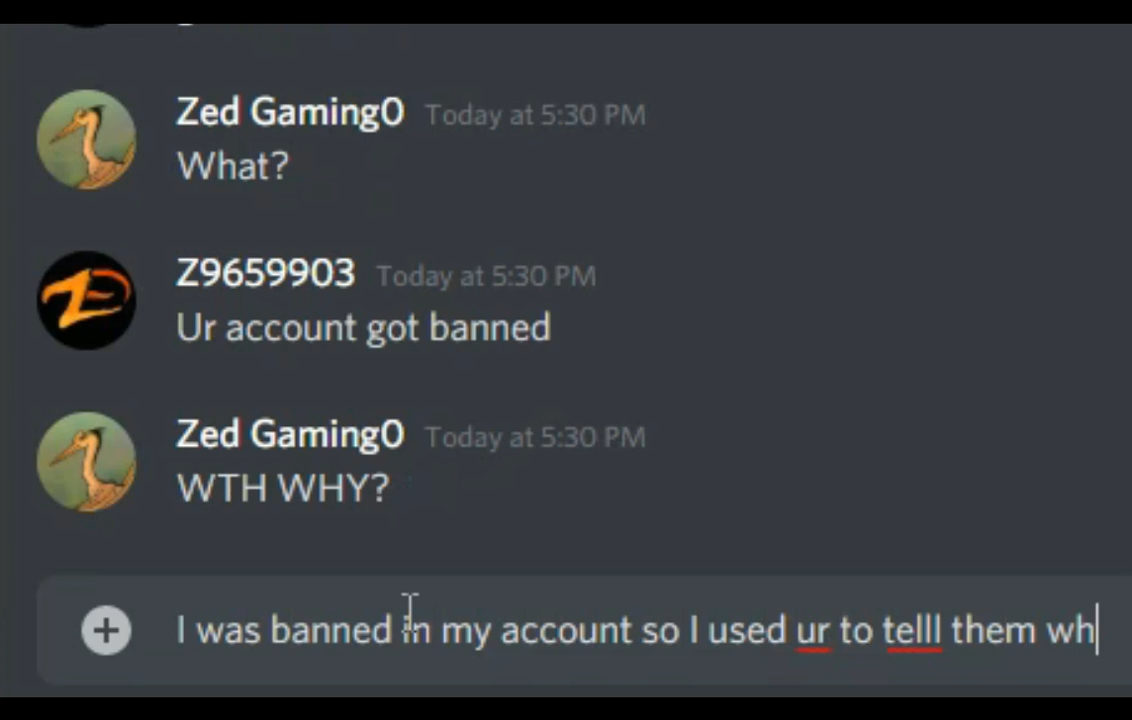 Zed Gaming0 Today at 5:30 PM
What?
Z9659903 Today at 5:30 PM
Ur account got banned
Zed Gaming0 Today at 5:30 PM
WTH WHY?
I was banned in my account so I used ur to telll them wh